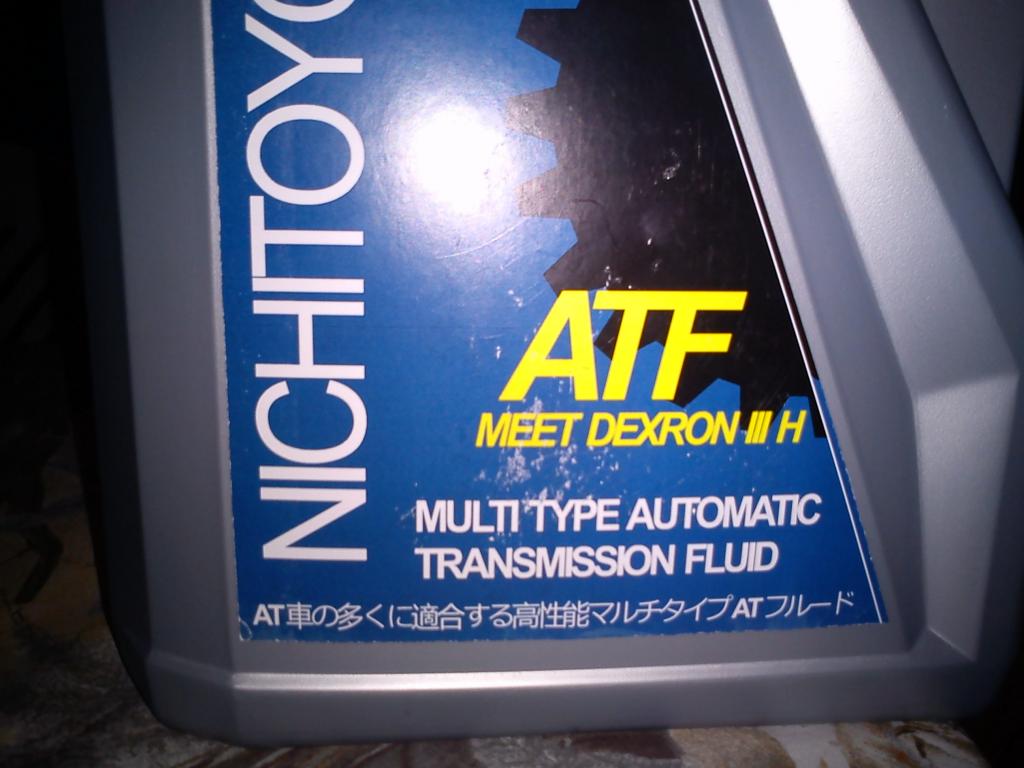 NICHITOYO
ATF
MEET DEXRON III H
MULTI TYPE AUTOMATIC
TRANSMISSION FLUID
AT車の多くに適合する高性能マルチタイプATフルード